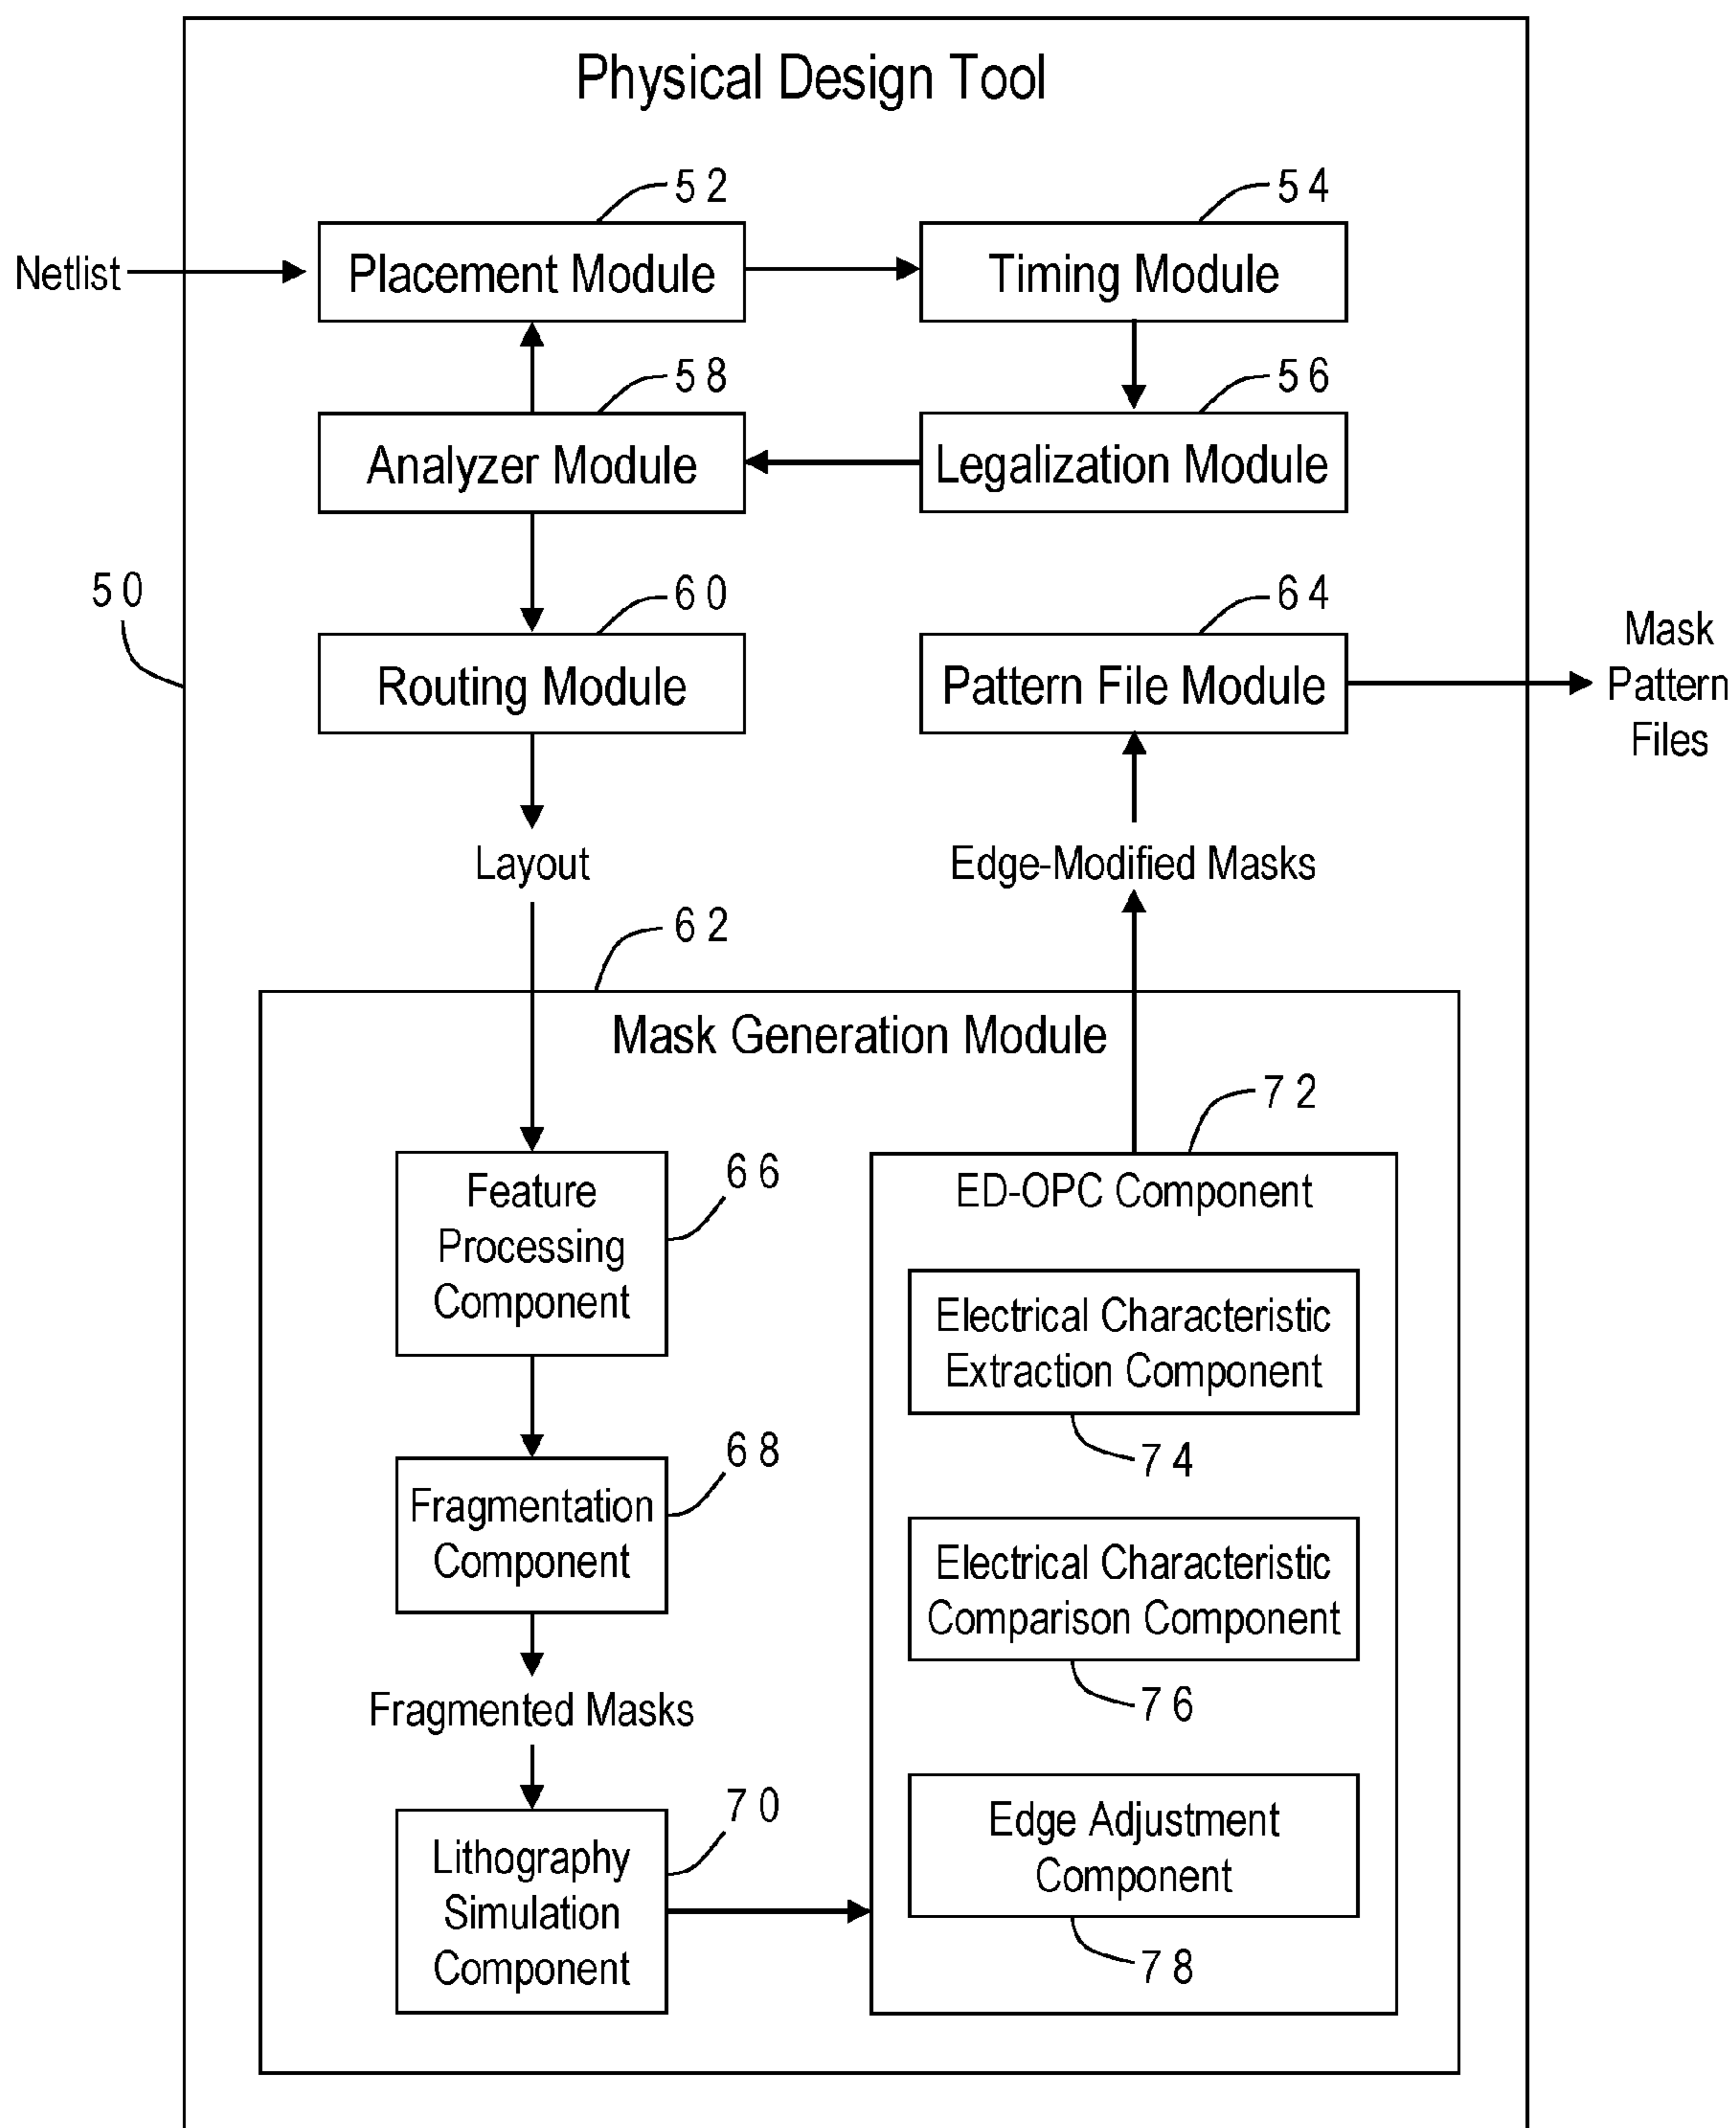 Physical Design Tool
52
54
Netlist
Placement Module
Timing Module
58
56
Analyzer Module
Legalization Module
50
60
64
Routing Module
Pattern File Module
Mask
Pattern
Files
Layout
Edge-Modified Masks
62
Mask Generation Module
72
Feature
Processing
Component
66
ED-OPC Component
Electrical Characteristic
Extraction Component
74
68
Fragmentation
Component
Electrical Characteristic
Comparison Component
76
Fragmented Masks
70
Lithography
Simulation
Component
Edge Adjustment
Component
78